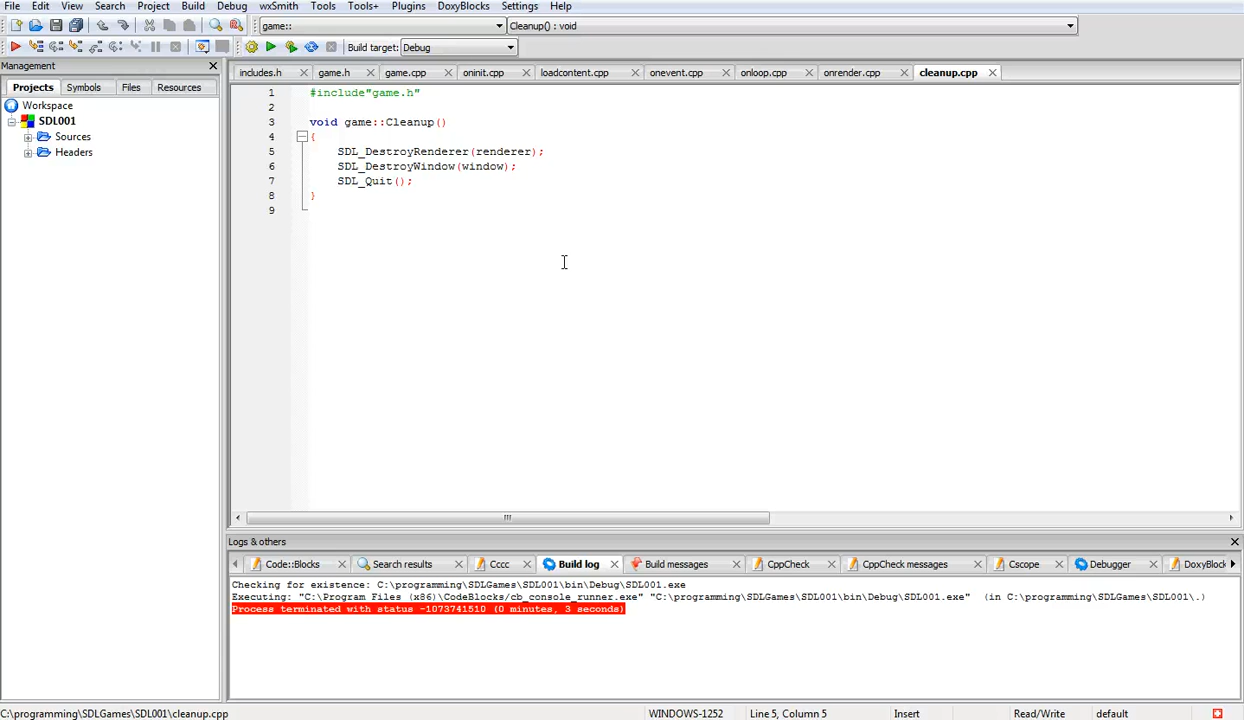 File Edit View Search Project Build Debug wxSmith Tools Tools+ Plugins DoxyBlocks Settings Help
game:: Cleanup() : void
Build target: Debug
Management
includes.h game.h game.cpp oninit.cpp loadcontent.cpp onevent.cpp onloop.cpp onrender.cpp cleanup.cpp
Projects Symbols Files Resources
Workspace
SDL001
Sources
Headers
1 #include"game.h"
2
3 void game::Cleanup()
4 {
5 SDL_DestroyRenderer(renderer);
6 SDL_DestroyWindow(window);
7 SDL_Quit();
8 }
9
Logs & others
Code::Blocks Search results Cccc Build log Build messages CppCheck CppCheck messages Cscope Debugger DoxyBlock
Checking for existence: C:\programming\SDLGames\SDL001\bin\Debug\SDL001.exe
Executing: "C:\Program Files (x86)\CodeBlocks/cb_console_runner.exe" "C:\programming\SDLGames\SDL001\bin\Debug\SDL001.exe" (in C:\programming\SDLGames\SDL001\.)
Process terminated with status -1073741510 (0 minutes, 3 seconds)
C:\programming\SDLGames\SDL001\cleanup.cpp WINDOWS-1252 Line 5, Column 5 Insert Read/Write default